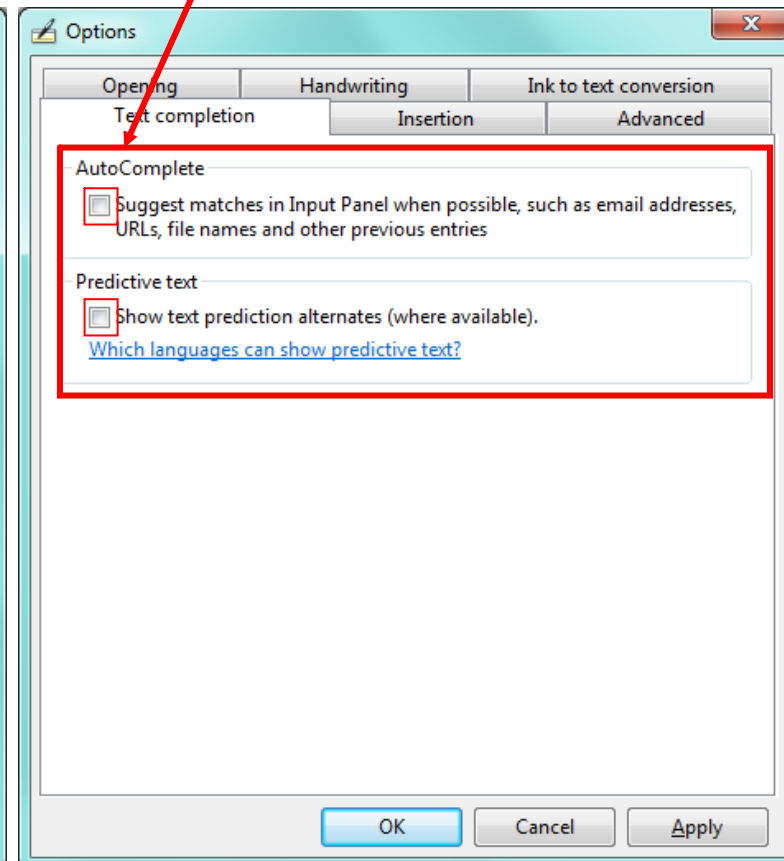 Options
Opening Handwriting Ink to text conversion
Text completion Insertion Advanced
AutoComplete
Suggest matches in Input Panel when possible, such as email addresses,
URLs, file names and other previous entries
Predictive text
Show text prediction alternates (where available).
Which languages can show predictive text?
OK Cancel Apply